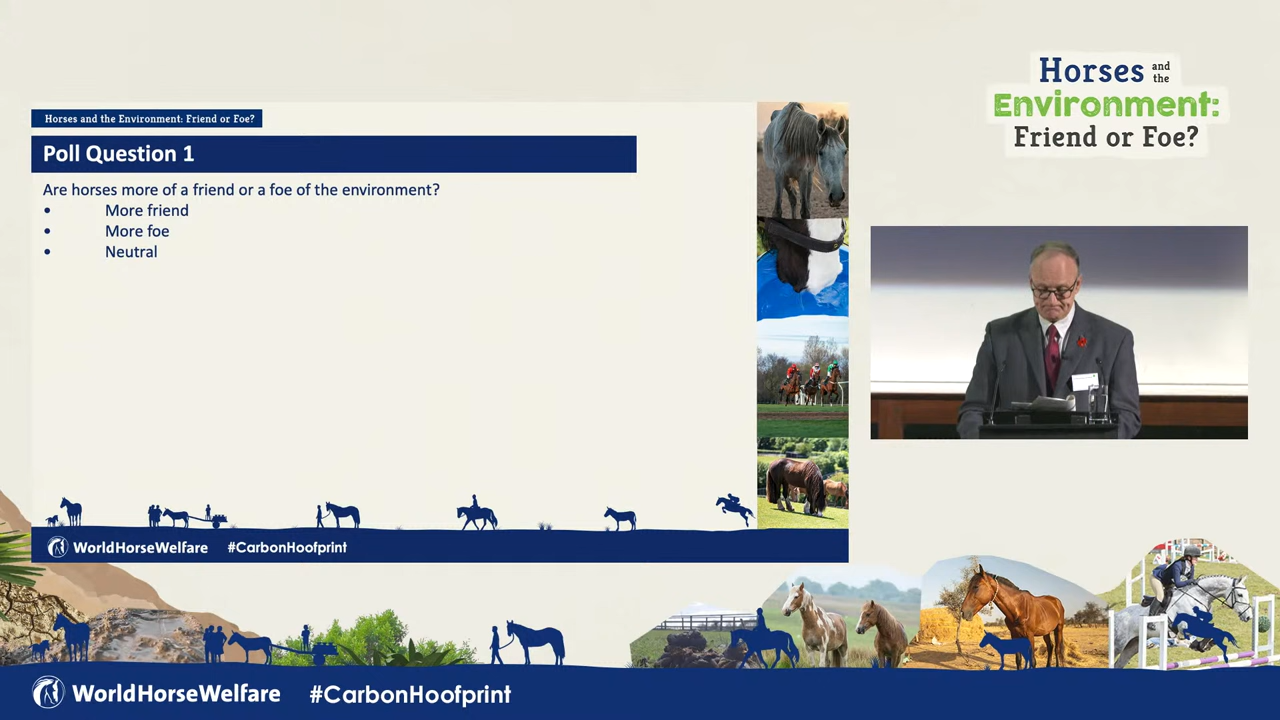 Horses and the
Environment:
Friend or Foe?
Horses and the Environment: Friend or Foe?
Poll Question 1
Are horses more of a friend or a foe of the environment?
• More friend
• More foe
• Neutral
WorldHorseWelfare #CarbonHoofprint
WorldHorseWelfare #CarbonHoofprint